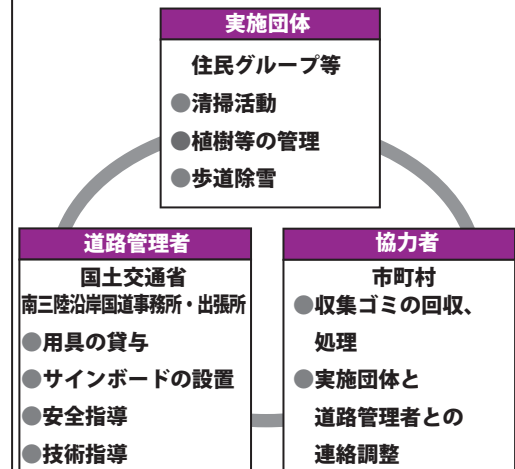 実施団体
住民グループ等
●清掃活動
●植樹等の管理
●歩道除雪
道路管理者
国土交通省
南三陸沿岸国道事務所・出張所
●用具の貸与
●サインボードの設置
●安全指導
●技術指導
協力者
市町村
●収集ゴミの回収、
処理
●実施団体と
道路管理者との
連絡調整